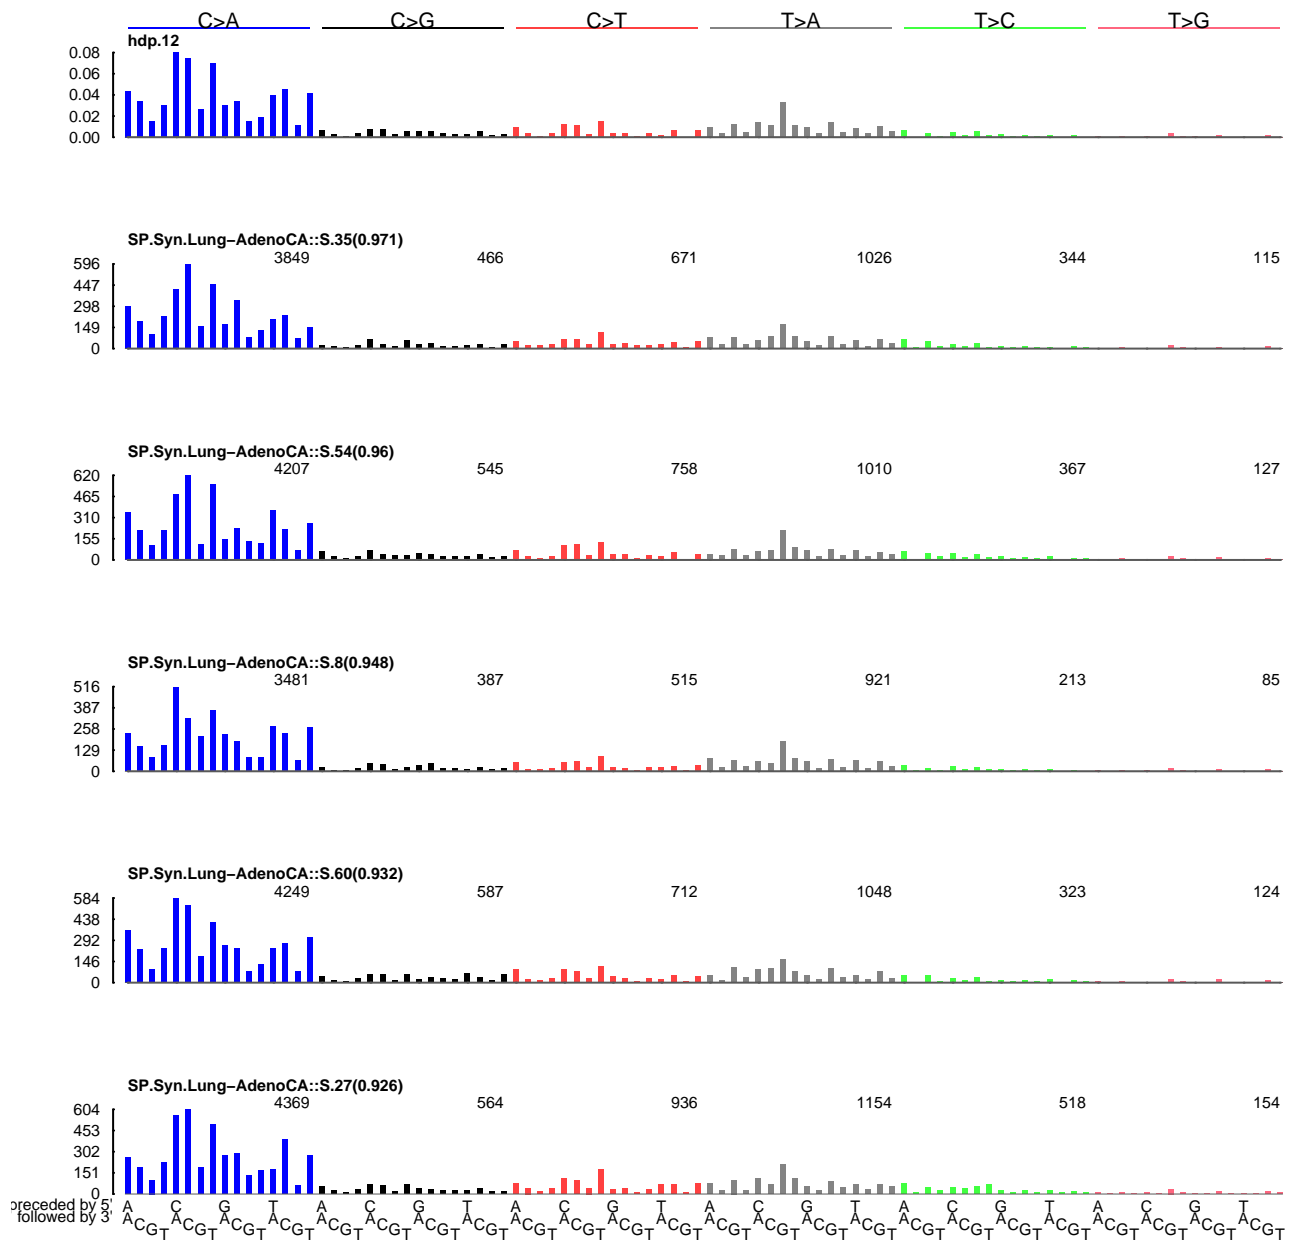 C>A C>G C>T T>A T>C T>G
hdp.12
0.08
0.06
0.04
0.02
0.00
SP.Syn.Lung−AdenoCA::S.35(0.971)
3849 466 671 1026 344 115
596
447
298
149
0
SP.Syn.Lung−AdenoCA::S.54(0.96)
4207 545 758 1010 367 127
620
465
310
155
0
SP.Syn.Lung−AdenoCA::S.8(0.948)
3481 387 515 921 213 85
516
387
258
129
0
SP.Syn.Lung−AdenoCA::S.60(0.932)
4249 587 712 1048 323 124
584
438
292
146
0
SP.Syn.Lung−AdenoCA::S.27(0.926)
4369 564 936 1154 518 154
604
453
302
151
0
preceded by 5' A C G T A C G T A C G T A C G T A C G T A C G T
followed by 3' A C G T A C G T A C G T A C G T A C G T A C G T A C G T A C G T A C G T A C G T A C G T A C G T A C G T A C G T A C G T A C G T A C G T A C G T A C G T A C G T A C G T A C G T A C G T A C G T